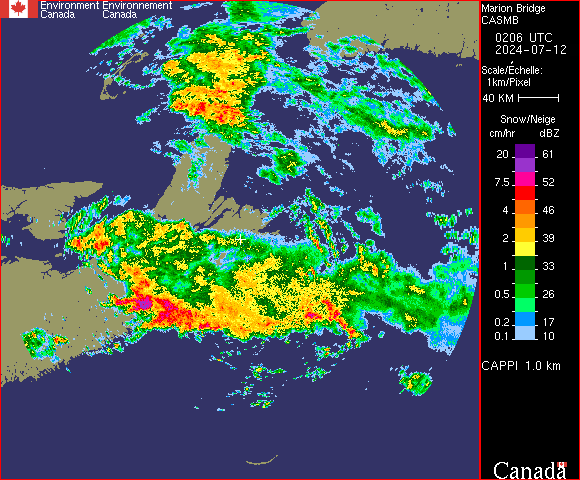 Environment Environnement
Canada Canada
Marion Bridge
CASMB
0206 UTC
2024-07-12
Scale/Echelle:
1km/Pixel
40 KM
Snow/Neige
cm/hr dBZ
20 61
7.5 52
4 46
2 39
1 33
0.5 26
0.2 17
0.1 10
CAPPI 1.0 km
Canada